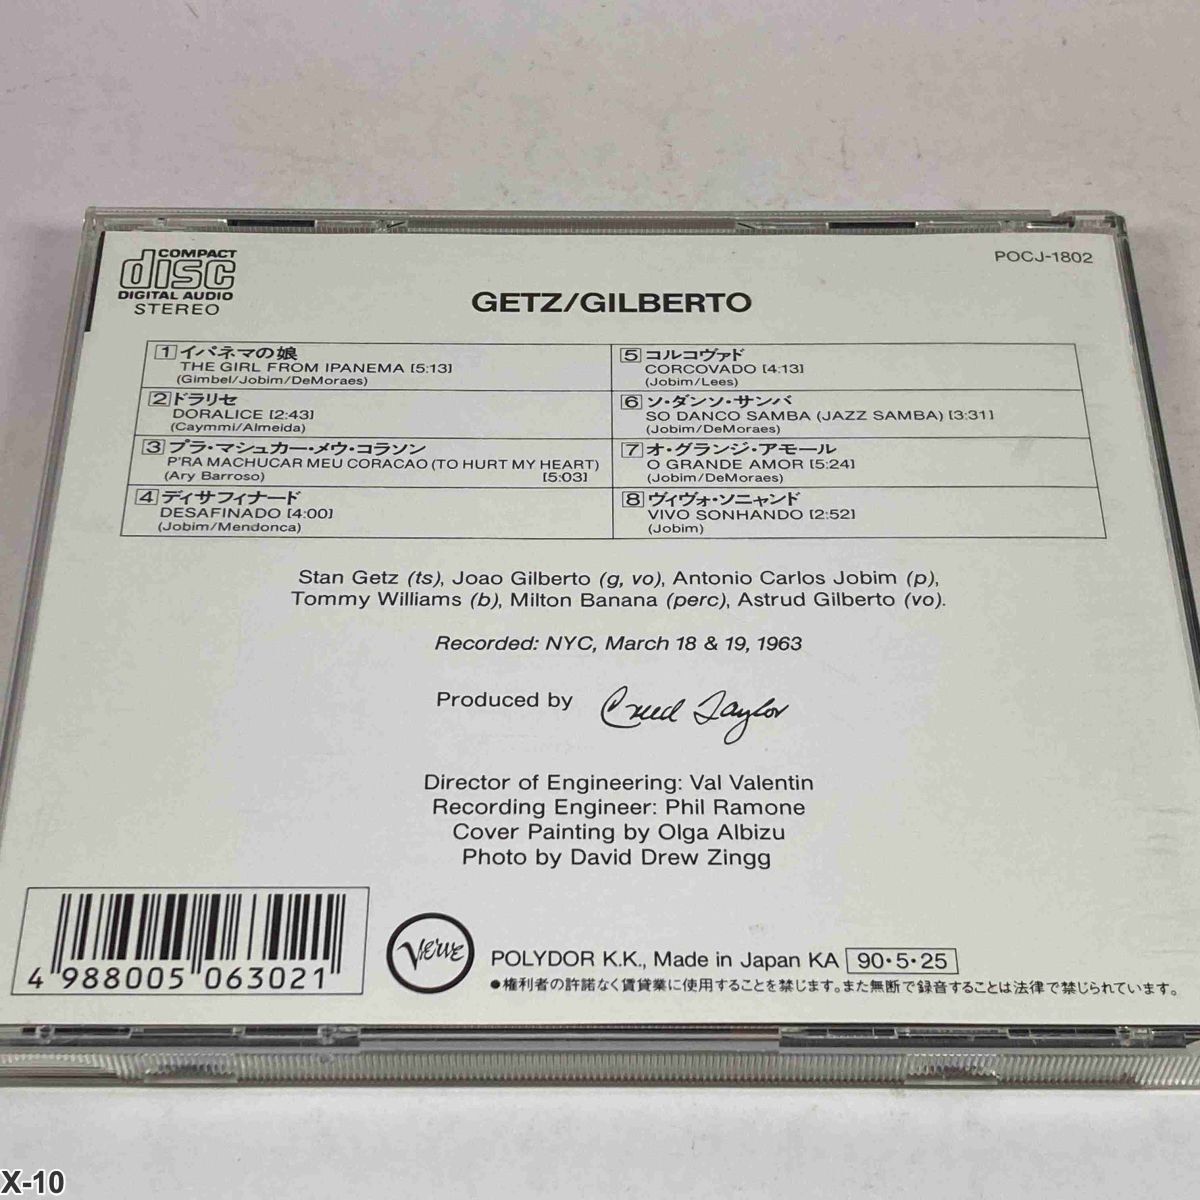 COMPACT
disc
DIGITAL AUDIO
STEREO
POCJ-1802
GETZ/GILBERTO
1 イパネマの娘
THE GIRL FROM IPANEMA [5:13]
(Gimbel/Jobim/DeMoraes)
2 ドラリセ
DORALICE [2:43]
(Caymmi/Almeida)
3 プラ・マシュカー・メウ・コラソン
P'RA MACHUCAR MEU CORACAO (TO HURT MY HEART)
(Ary Barroso) [5:03]
4 ディサフィナード
DESAFINADO [4:00]
(Jobim/Mendonca)
5 コルコヴァド
CORCOVADO [4:13]
(Jobim/Lees)
6 ソ・ダンソ・サンバ
SO DANCO SAMBA (JAZZ SAMBA) [3:31]
(Jobim/DeMoraes)
7 オ・グランジ・アモール
O GRANDE AMOR [5:24]
(Jobim/DeMoraes)
8 ヴィヴォ・ソニャンド
VIVO SONHANDO [2:52]
(Jobim)
Stan Getz (ts), Joao Gilberto (g, vo), Antonio Carlos Jobim (p),
Tommy Williams (b), Milton Banana (perc), Astrud Gilberto (vo).
Recorded: NYC, March 18 & 19, 1963
Produced by Creed Taylor
Director of Engineering: Val Valentin
Recording Engineer: Phil Ramone
Cover Painting by Olga Albizu
Photo by David Drew Zingg
4 988005 063021
Verve
POLYDOR K.K., Made in Japan KA 90・5・25
●権利者の許諾なく賃貸業に使用することを禁じます。また無断で録音することは法律で禁じられています。
X-10